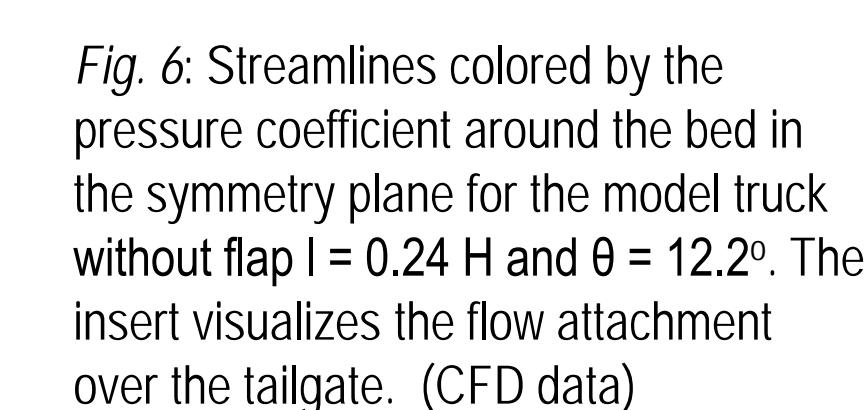 Fig. 6: Streamlines colored by the
pressure coefficient around the bed in
the symmetry plane for the model truck
without flap l = 0.24 H and θ = 12.2º. The
insert visualizes the flow attachment
over the tailgate. (CFD data)